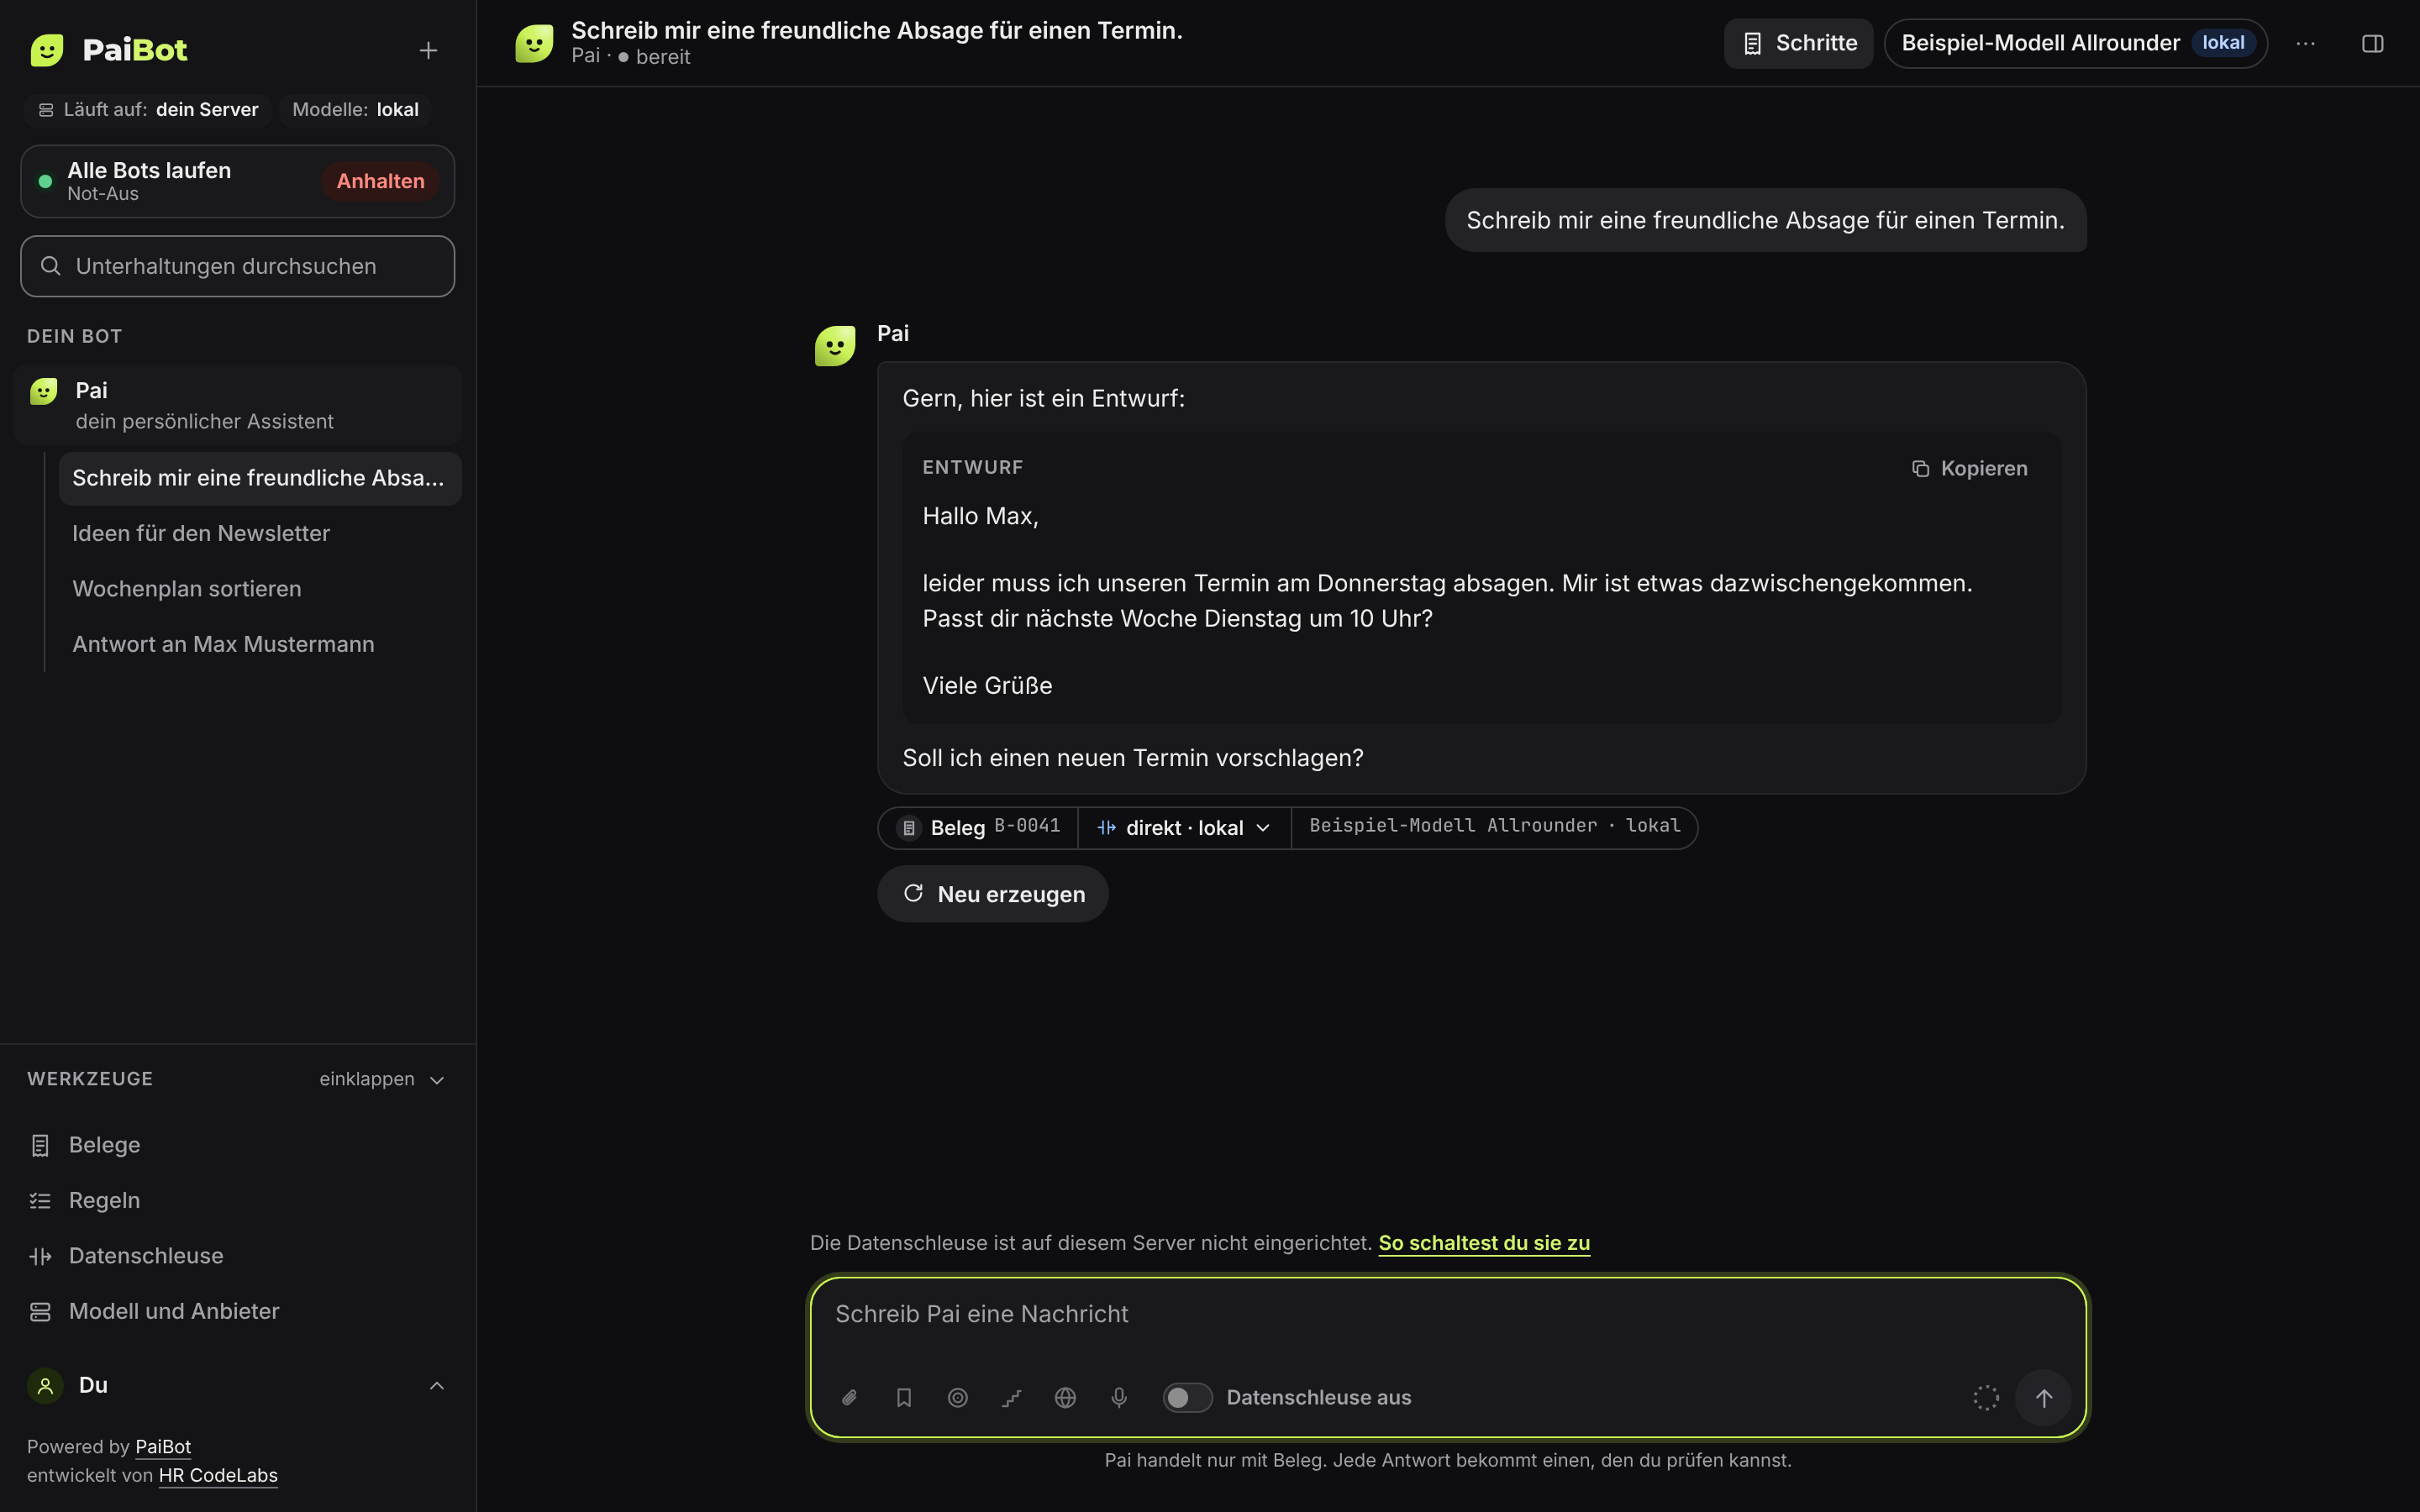 PaiBot
Läuft auf: dein Server
Modelle: lokal
Alle Bots laufen
Not-Aus
Anhalten
Unterhaltungen durchsuchen
DEIN BOT
Pai
dein persönlicher Assistent
Schreib mir eine freundliche Absa...
Ideen für den Newsletter
Wochenplan sortieren
Antwort an Max Mustermann
WERKZEUGE
einklappen
Belege
Regeln
Datenschleuse
Modell und Anbieter
Du
Powered by PaiBot
entwickelt von HR CodeLabs
Schreib mir eine freundliche Absage für einen Termin.
Pai · ● bereit
Schritte
Beispiel-Modell Allrounder lokal
Schreib mir eine freundliche Absage für einen Termin.
Pai
Gern, hier ist ein Entwurf:
ENTWURF
Kopieren
Hallo Max,
leider muss ich unseren Termin am Donnerstag absagen. Mir ist etwas dazwischengekommen.
Passt dir nächste Woche Dienstag um 10 Uhr?
Viele Grüße
Soll ich einen neuen Termin vorschlagen?
Beleg B-0041
direkt · lokal
Beispiel-Modell Allrounder · lokal
Neu erzeugen
Die Datenschleuse ist auf diesem Server nicht eingerichtet. So schaltest du sie zu
Schreib Pai eine Nachricht
Datenschleuse aus
Pai handelt nur mit Beleg. Jede Antwort bekommt einen, den du prüfen kannst.